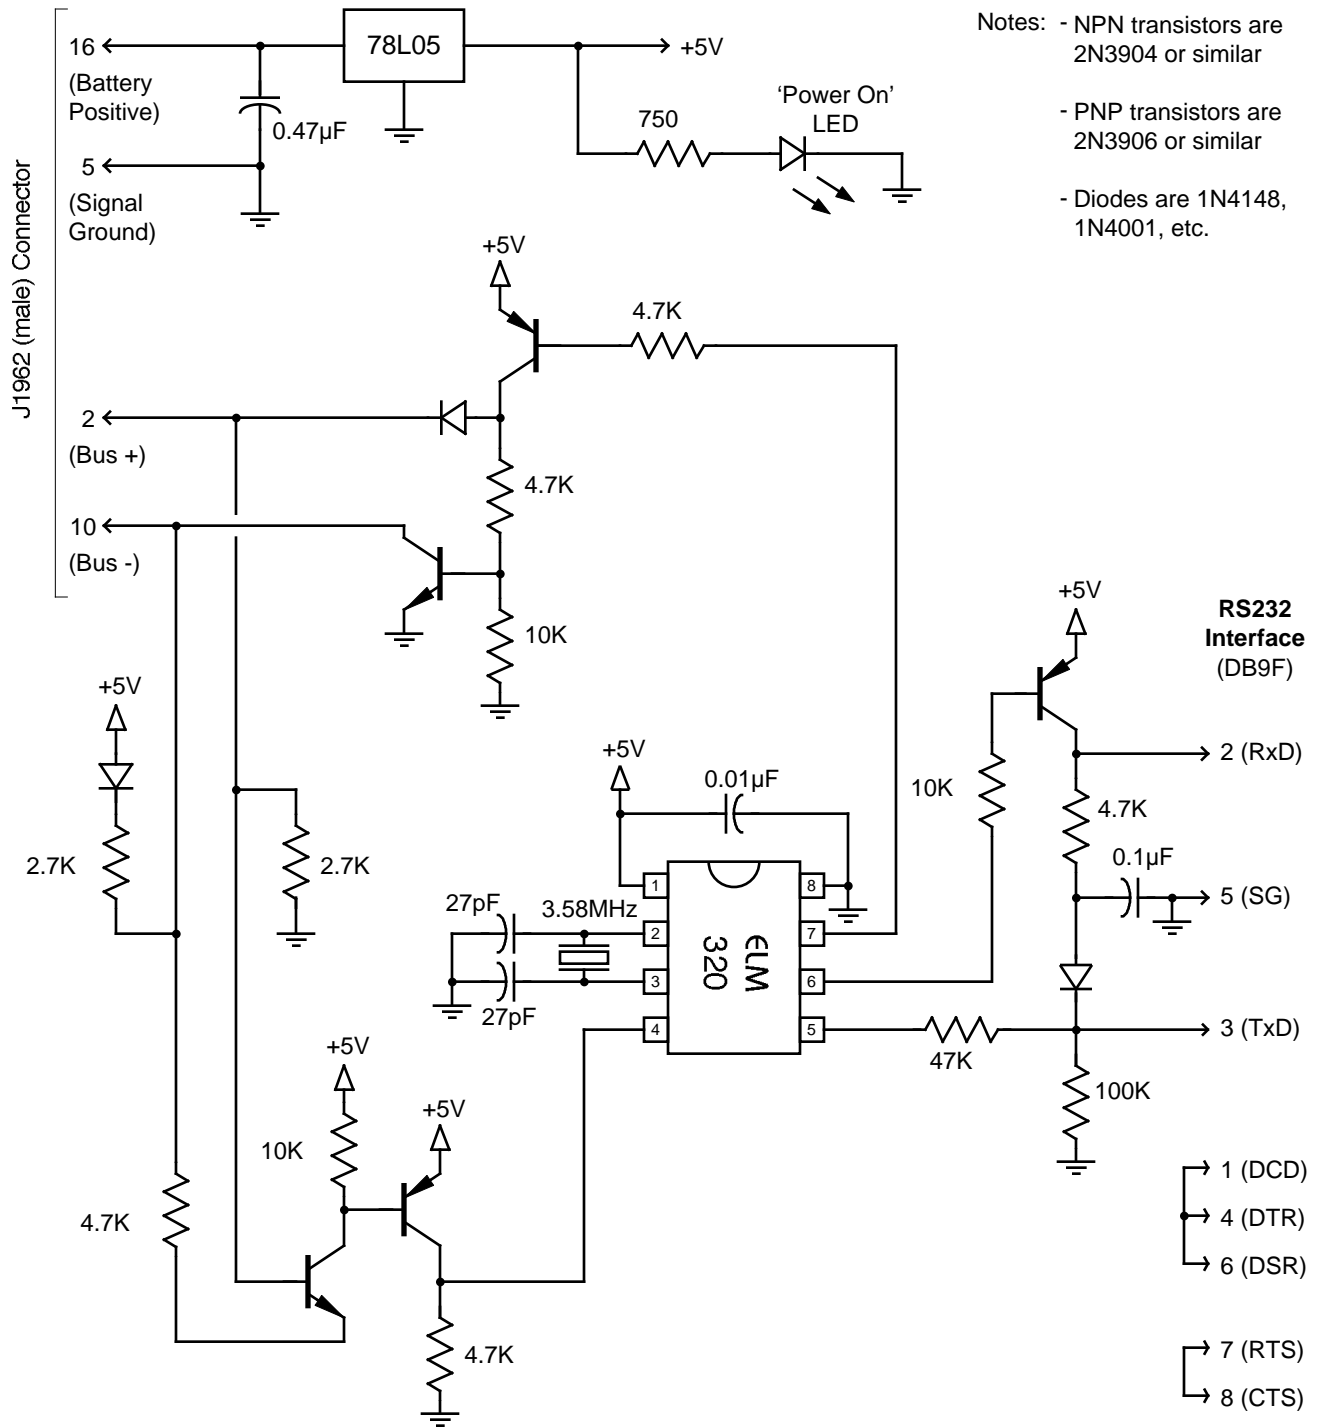 Notes: - NPN transistors are
2N3904 or similar
- PNP transistors are
2N3906 or similar
- Diodes are 1N4148,
1N4001, etc.
J1962 (male) Connector
16
(Battery
Positive)
78L05
+5V
0.47µF
750
‘Power On’
LED
5
(Signal
Ground)
+5V
4.7K
2
(Bus +)
4.7K
10
(Bus -)
10K
+5V
RS232
Interface
(DB9F)
+5V
2.7K
2.7K
+5V
0.01µF
10K
2 (RxD)
4.7K
0.1µF
5 (SG)
27pF
3.58MHz
27pF
1
2
3
4
8
7
6
5
ELM
320
47K
3 (TxD)
100K
+5V
10K
+5V
4.7K
4.7K
1 (DCD)
4 (DTR)
6 (DSR)
7 (RTS)
8 (CTS)